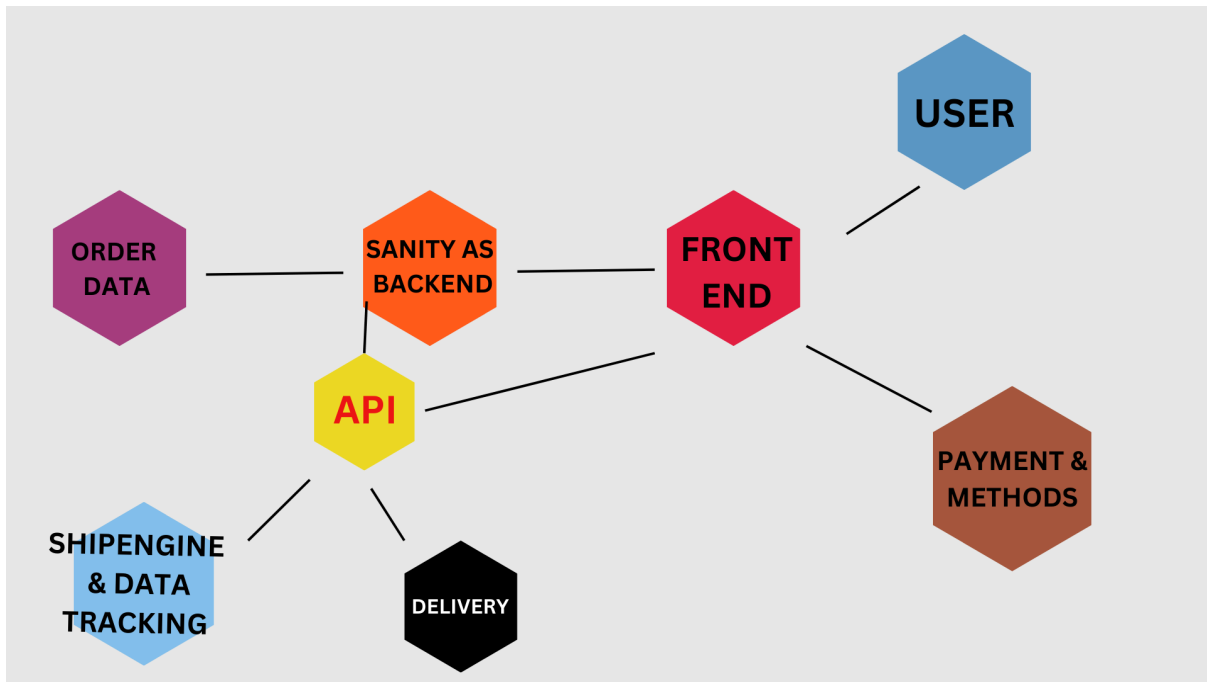 USER
ORDER
DATA
SANITY AS
BACKEND
FRONT
END
API
PAYMENT &
METHODS
SHIPENGINE
& DATA
TRACKING
DELIVERY